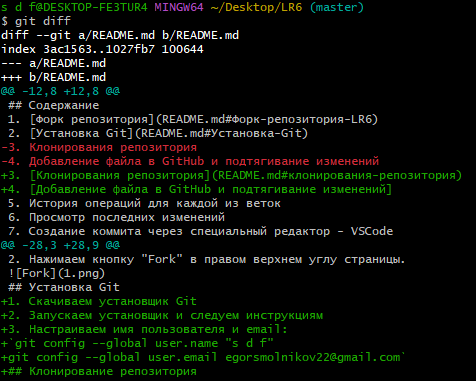 s d f@DESKTOP-FE3TUR4 MINGW64 ~/Desktop/LR6 (master)
$ git diff
diff --git a/README.md b/README.md
index 3ac1563..1027fb7 100644
--- a/README.md
+++ b/README.md
@@ -12,8 +12,8 @@
 ## Содержание
 1. [Форк репозитория](README.md#Форк-репозитория-LR6)
 2. [Установка Git](README.md#Установка-Git)
-3. Клонирования репозитория
-4. Добавление файла в GitHub и подтягивание изменений
+3. [Клонирования репозитория](README.md#клонирования-репозитория)
+4. [Добавление файла в GitHub и подтягивание изменений]
 5. История операций для каждой из веток
 6. Просмотр последних изменений
 7. Создание коммита через специальный редактор - VSCode
@@ -28,3 +28,9 @@
 2. Нажимаем кнопку "Fork" в правом верхнем углу страницы.
 ![Fork](1.png)
 ## Установка Git
+1. Скачиваем установщик Git
+2. Запускаем установщик и следуем инструкциям
+3. Настраиваем имя пользователя и email:
+`git config --global user.name "s d f"
+git config --global user.email egorsmolnikov22@gmail.com`
+## Клонирование репозитория